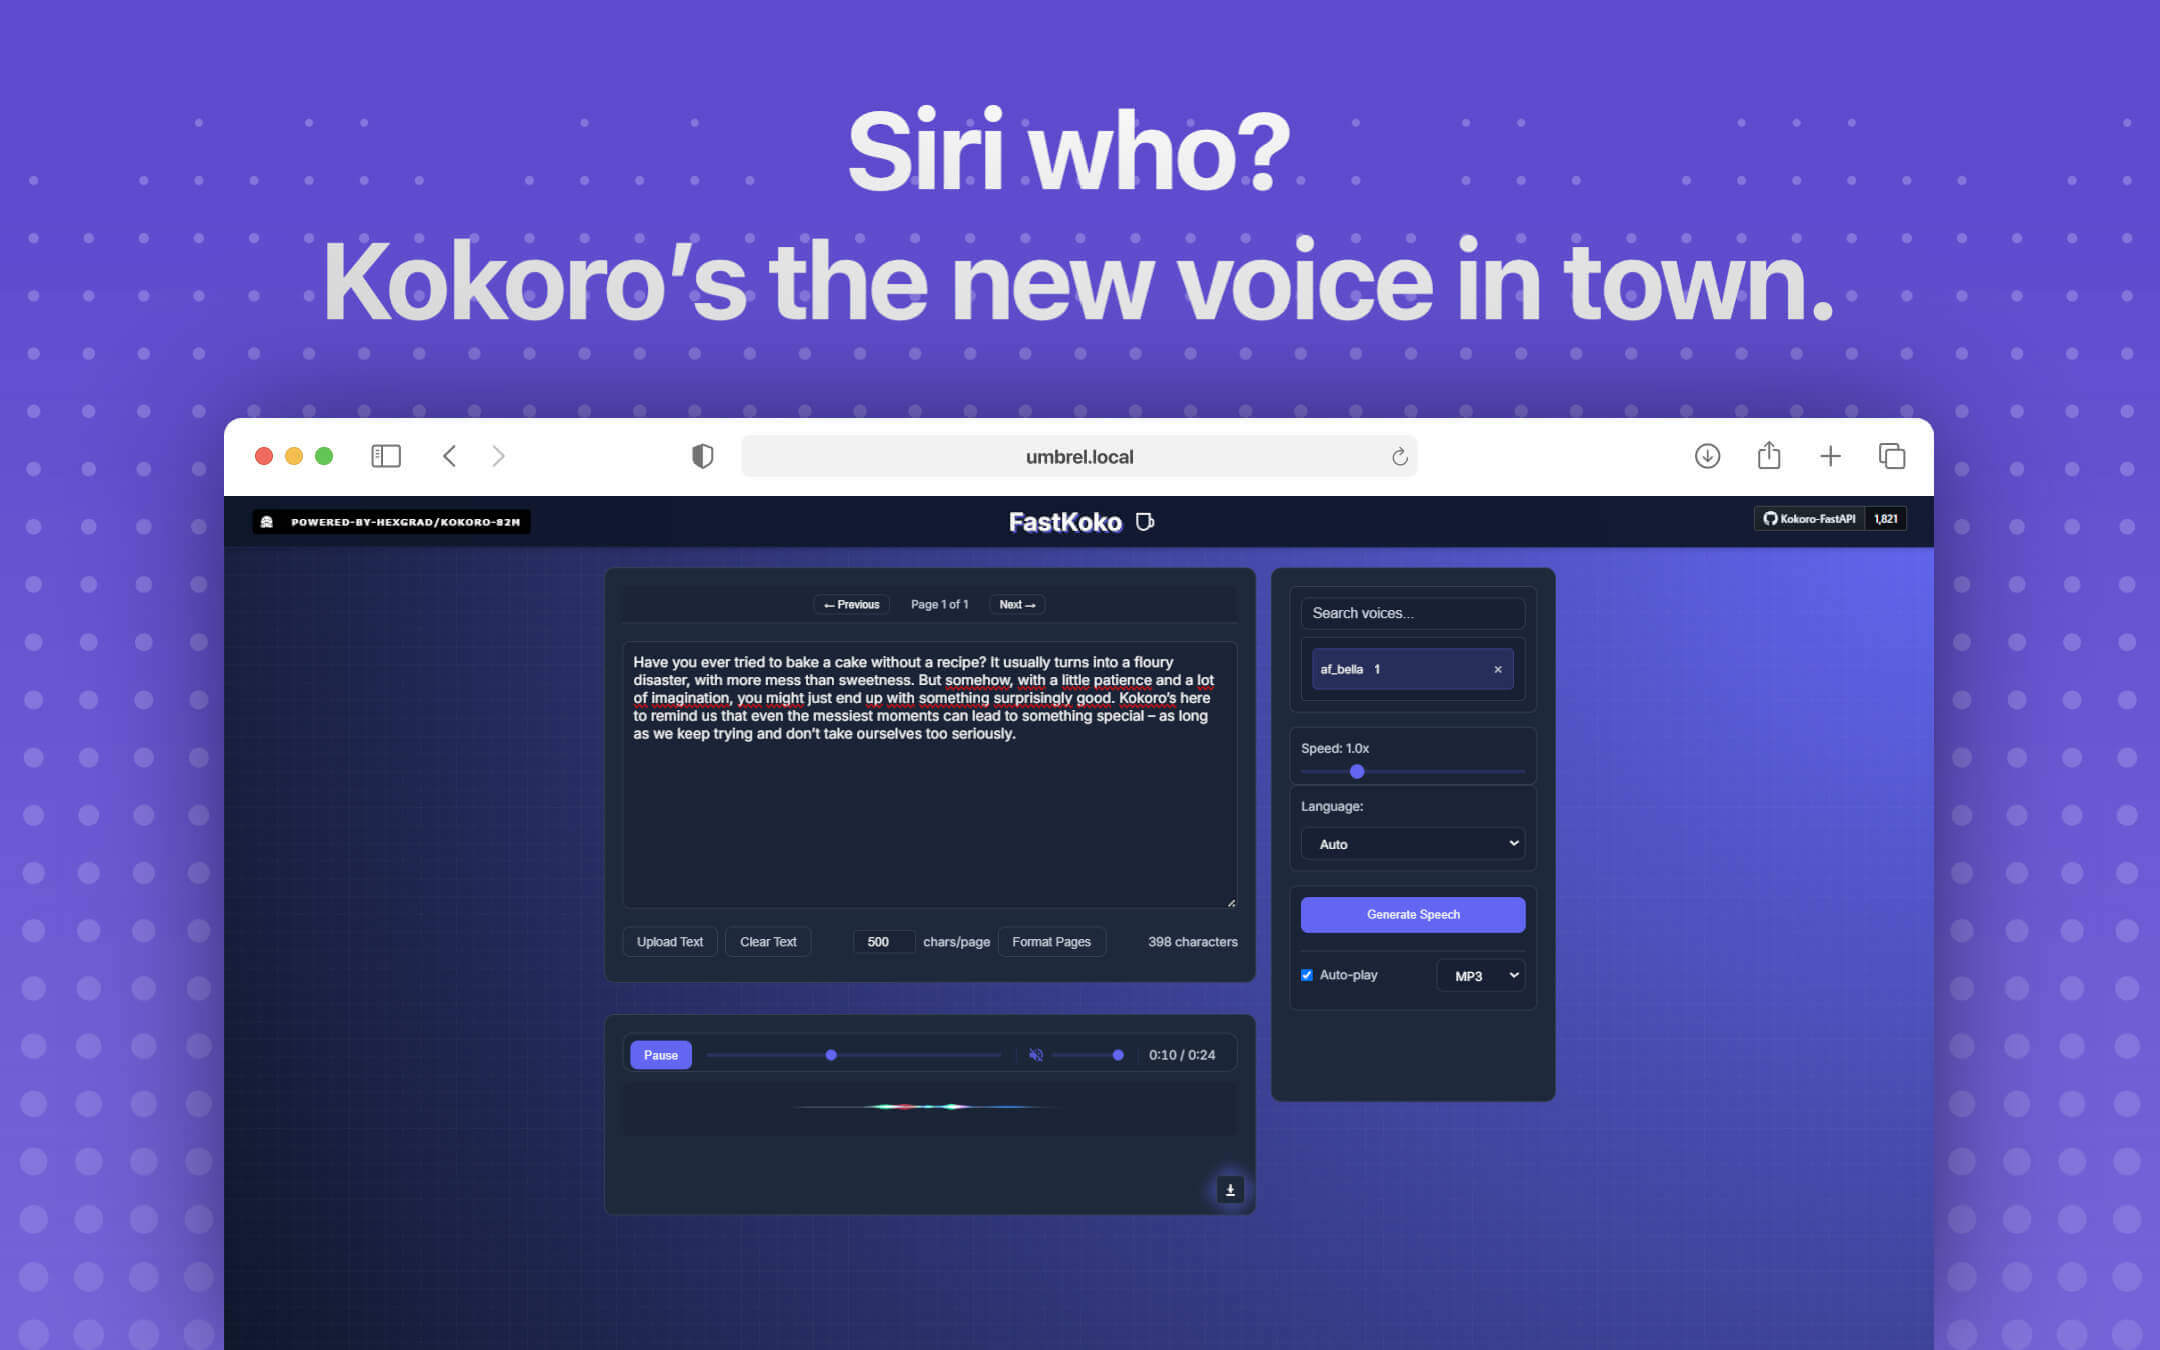 Siri who?
Kokoro’s the new voice in town.
umbrel.local
POWERED-BY-HEXGRAD/KOKORO-82M
FastKoko
Kokoro-FastAPI 1,821
← Previous Page 1 of 1 Next →
Have you ever tried to bake a cake without a recipe? It usually turns into a floury
disaster, with more mess than sweetness. But somehow, with a little patience and a lot
of imagination, you might just end up with something surprisingly good. Kokoro’s here
to remind us that even the messiest moments can lead to something special – as long
as we keep trying and don’t take ourselves too seriously.
Upload Text Clear Text 500 chars/page Format Pages 398 characters
Pause 0:10 / 0:24
Search voices...
af_bella 1 ×
Speed: 1.0x
Language:
Auto
Generate Speech
Auto-play MP3